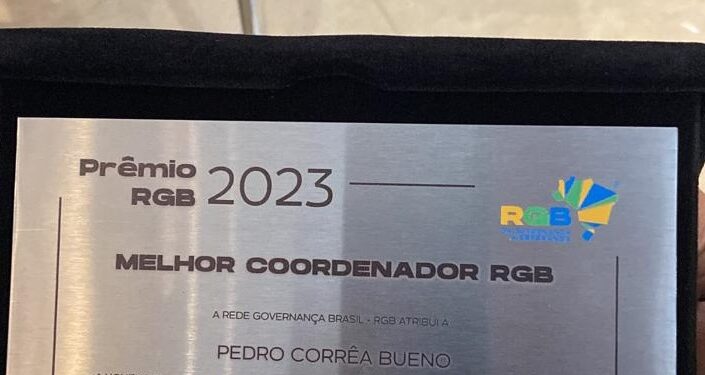 Prêmio
RGB 2023
RGB
MELHOR COORDENADOR RGB
A REDE GOVERNANÇA BRASIL - RGB ATRIBUI A
PEDRO CORRÊA BUENO